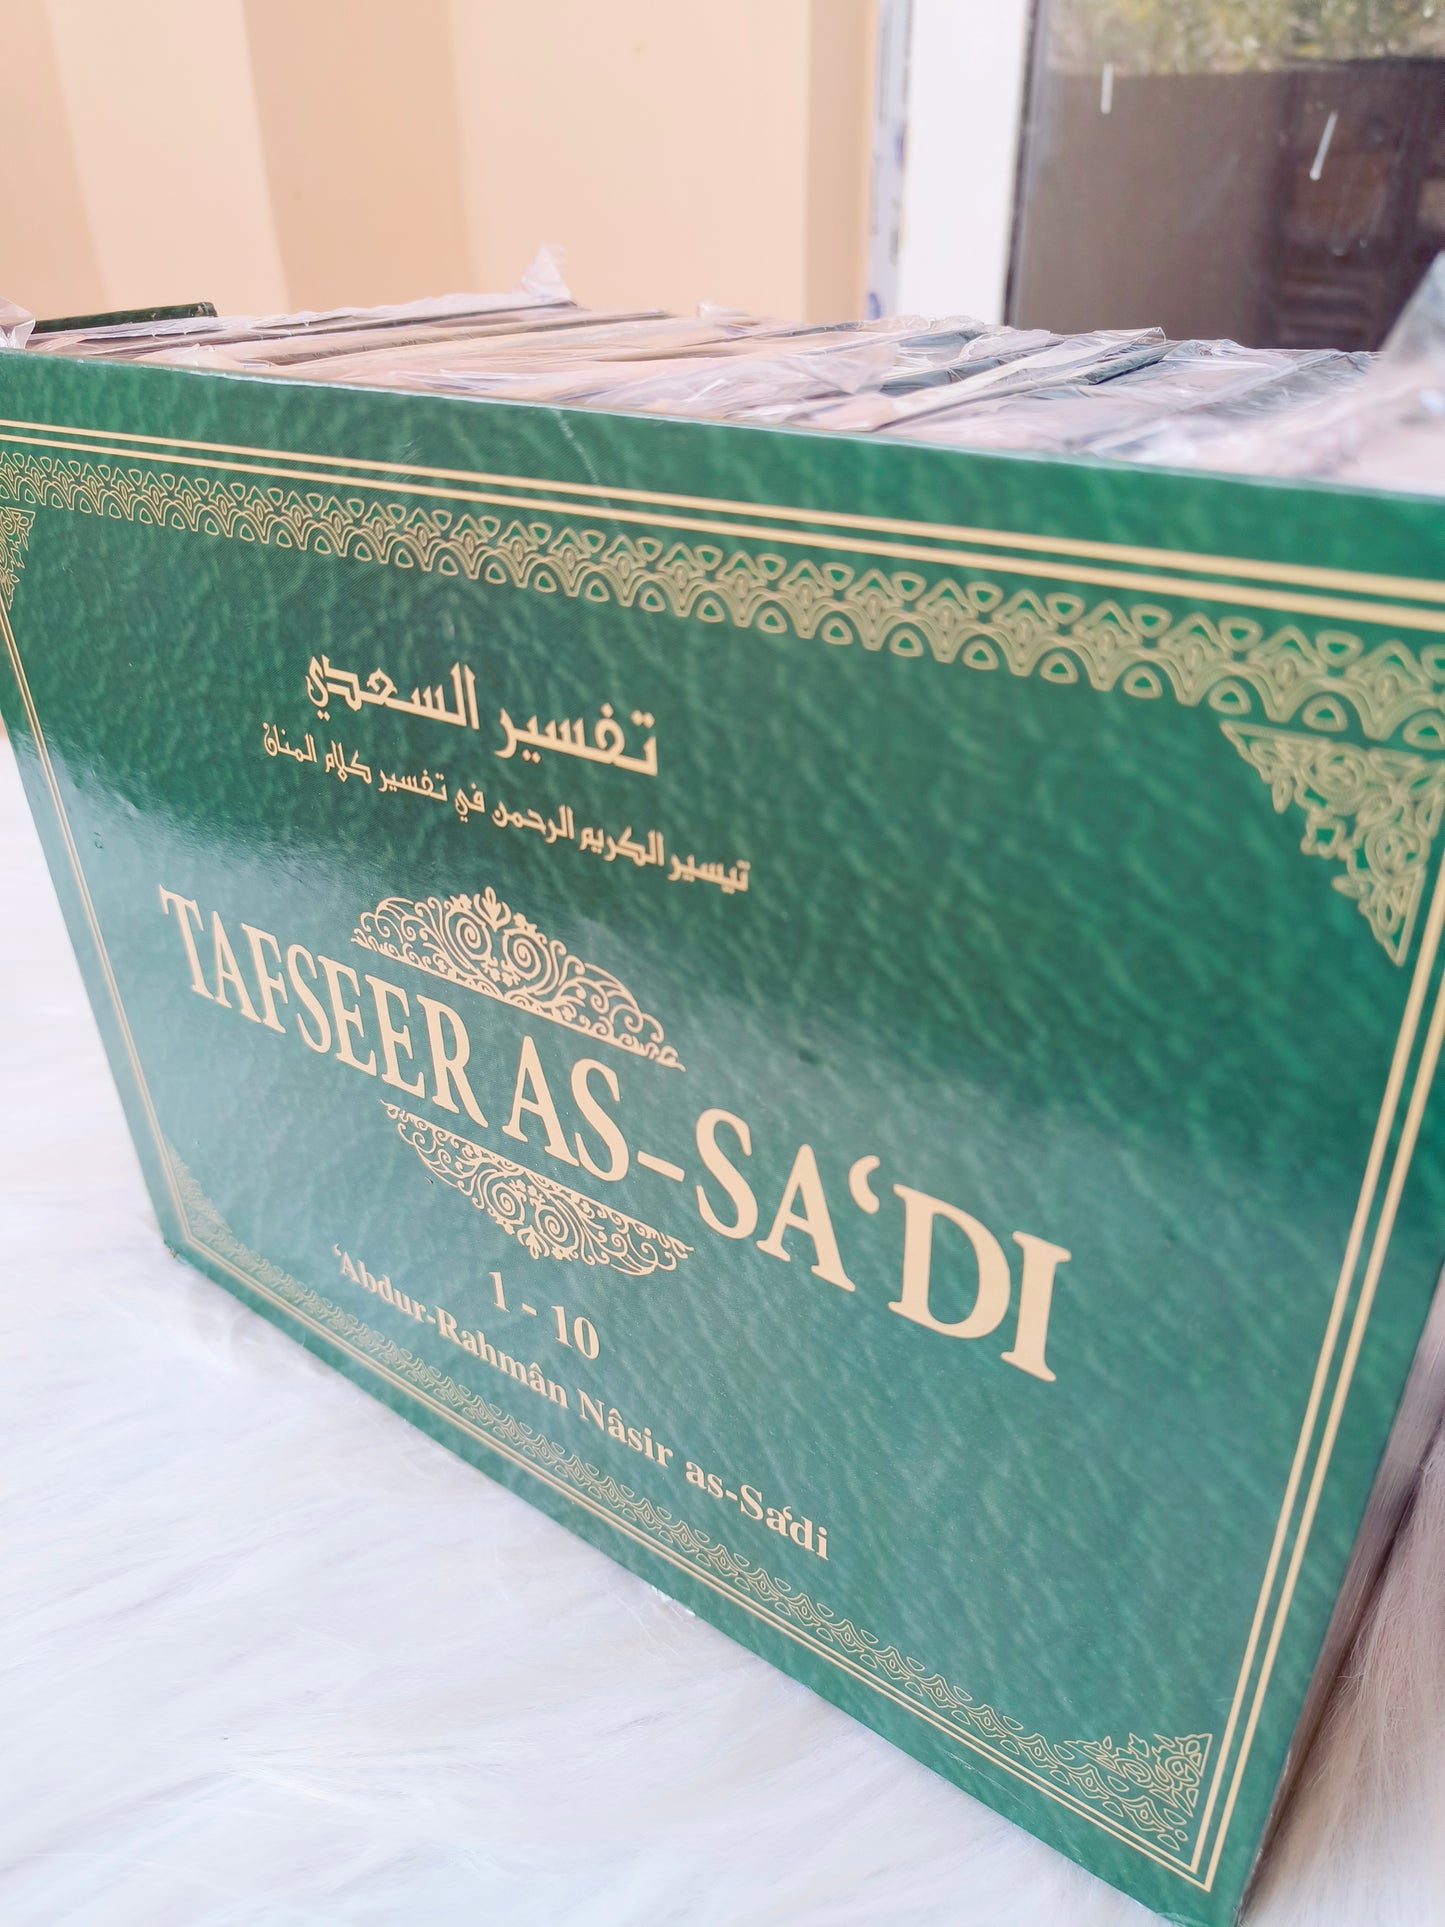 تفسير السعدي
تيسير الكريم الرحمن في تفسير كلام المنان
TAFSEER AS-SA‘DI
1 - 10
‘Abdur-Rahmân Nâsir as-Sa‘di